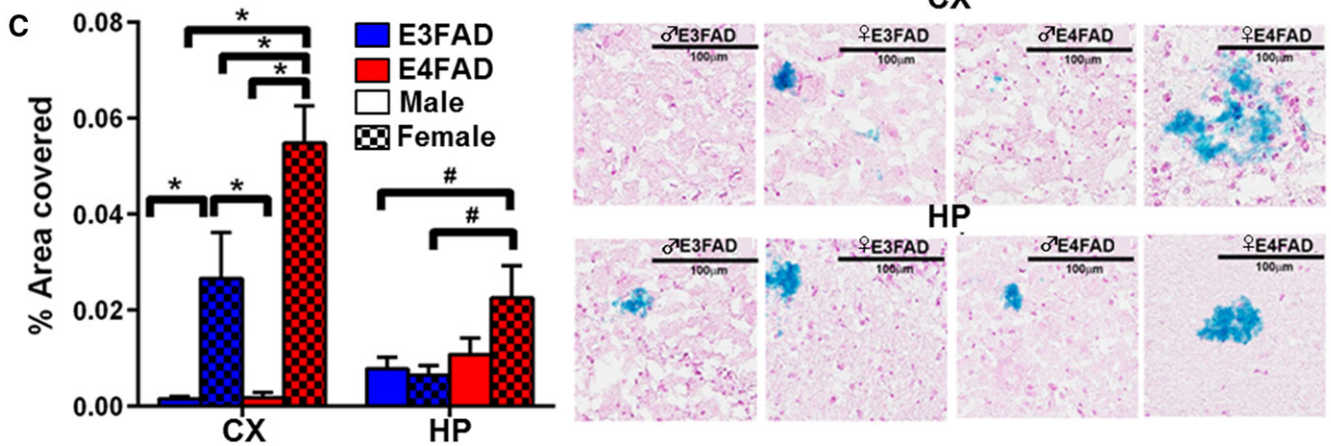 C
% Area covered
0.08
0.06
0.04
0.02
0.00
* * * * *
# #
E3FAD
E4FAD
Male
Female
CX HP
CX
♂E3FAD ♀E3FAD ♂E4FAD ♀E4FAD
100μm 100μm 100μm 100μm
HP
♂E3FAD ♀E3FAD ♂E4FAD ♀E4FAD
100μm 100μm 100μm 100μm